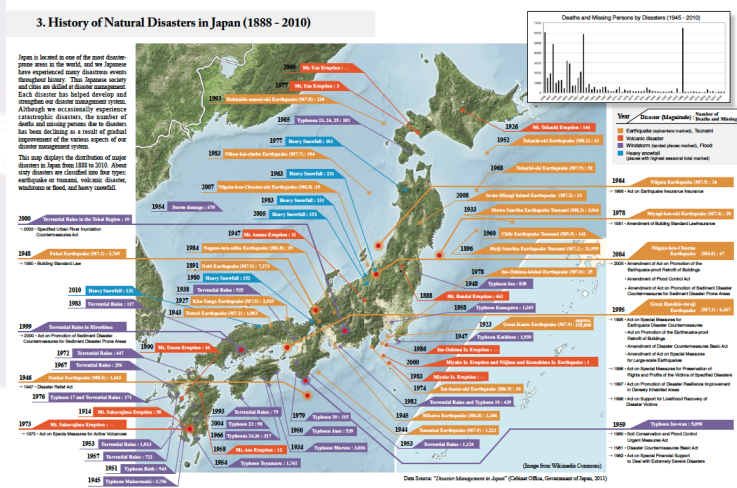 3. History of Natural Disasters in Japan (1888 - 2010)
Deaths and Missing Persons by Disasters (1945 - 2010)
Japan is located in one of the most disaster-
prone areas in the world, and we Japanese
have experienced many disastrous events
throughout history. Thus Japanese society
and cities are skilled at disaster management.
Each disaster has helped develop and
strengthen our disaster management system.
Although we occasionally experience
catastrophic disasters, the number of
deaths and missing persons due to disasters
has been declining as a result of gradual
improvement of the various aspects of our
disaster management system.
This map shows the distribution of major
disasters in Japan from 1888 to 2010. About
sixty disasters are classified into four types:
earthquake or tsunami, volcanic disaster,
windstorm or flood, and heavy snowfall.
Year Disaster (Magnitude) Number of Deaths and Missing
Earthquake (epicenters marked), Tsunami
Volcanic disaster
Windstorm (landed places marked), Flood
Heavy snowfall
(places with highest seasonal total marked)
2000 Mt. Usu Eruption : ...
1977 Mt. Usu Eruption : 3
1993 Hokkaido-nansei-oki Earthquake (M7.8) : 230
1965 Typhoons 23, 24, 25 : 181
1977 Heavy Snowfall : 101
1983 Nihon-kai-chubu Earthquake (M7.7) : 104
1963 Heavy Snowfall : 231
2007 Niigata-ken-Chuetsu-oki Earthquake (M6.8) : 15
1983 Heavy Snowfall : 131
2005 Heavy Snowfall : 152
1954 Storm damage : 670
1947 Mt. Asama Eruption : 11
1984 Nagano-ken-seibu Earthquake (M6.8) : 29
1891 Nobi Earthquake (M8.0) : 7,273
1980 Heavy Snowfall : 152
1938 Torrential Rains : 925
1927 Kita-Tango Earthquake (M7.3) : 2,925
1943 Tottori Earthquake (M7.2) : 1,083
1926 Mt. Tokachi Eruption : 144
1952 Tokachi-oki Earthquake (M8.2) : 33
1968 Tokachi-oki Earthquake (M7.9) : 52
2008 Iwate-Miyagi Inland Earthquake (M7.2) : 23
1933 Showa Sanriku Earthquake (M8.1) : 3,064
1960 Chile Earthquake (M9.5) : 142
1896 Meiji Sanriku Earthquake
1978 Izu-Oshima-kinkai Earthquake (M7.0) : 25
1948 Typhoon Ion : 838
1888 Mt. Bandai Eruption : 461
1958 Typhoon Kanogawa : 1,269
1923 Great Kanto Earthquake (M7.9) : approx. 105,000
1947 Typhoon Kathleen : 1,930
1986 Izu-Oshima Is. Eruption : ...
2000 Miyake Is. Eruption and Niijima and Kouzshima Is. Earthquake : 1
1983 Miyake Is. Eruption : ...
1974 Izu-hanto-oki Earthquake (M6.9) : 30
1982 Torrential Rains and Typhoon 10 : 439
1945 Mikawa Earthquake (M6.8) : 2,306
1944 Tonankai Earthquake (M7.9) : 1,223
1953 Torrential Rains : 1,124
2000 Torrential Rains in the Tokai Region : 10
→ 2003 • Specified Urban River Inundation
Countermeasures Act
1948 Fukui Earthquake (M7.1) : 3,769
→ 1950 • Building Standard Law
2010 Heavy Snowfall : 131
1983 Torrential Rains : 117
1999 Torrential Rains in Hiroshima
→ 2000 • Act on Promotion of Sediment Disaster
Countermeasures for Sediment Disaster Prone Areas
1990 Mt. Unzen Eruption : 44
1972 Torrential Rains : 447
1967 Torrential Rains : 256
1946 Nankai Earthquake (M8.0) : 1,443
→ 1947 • Disaster Relief Act
1976 Typhoon 17 and Torrential Rains : 171
1914 Mt. Sakurajima Eruption : 58
1973 Mt. Sakurajima Eruption : ...
→ 1973 • Act on Special Measures for Active Volcanoes
1953 Torrential Rains : 1,013
1957 Torrential Rains : 722
1951 Typhoon Ruth : 943
1945 Typhoon Makurazaki : 3,756
1993 Torrential Rains : 79
2004 Typhoon 23 : 98
1966 Typhoon 24,26 : 317
1958 Mt. Aso Eruption : 12
1954 Typhoon Toyamaru : 1,761
1979 Typhoon 20 : 115
1950 Typhoon Jane : 539
1934 Typhoon Muroto : 3,036
1964 Niigata Earthquake (M7.5) : 26
→ 1966 • Act on Earthquake Insurance
1978 Miyagi-ken-oki Earthquake (M7.4) : 28
→ 1981 • Amendment of Building Standard Law
2004 Niigata-ken-Chuetsu Earthquake (M6.8) : 67
→ 2005 • Amendment of Act on Promotion of the
Earthquake-proof Retrofit of Buildings
• Amendment of Flood Control Act
• Amendment of Act on Promotion of Sediment Disaster
Countermeasures for Sediment Disaster Prone Areas
1995 Great Hanshin-Awaji Earthquake (M7.3) : 6,437
→ 1995 • Act on Special Measures for
Earthquake Disaster Countermeasures
• Act on Promotion of the Earthquake-proof
Retrofit of Buildings
• Amendment of Disaster Countermeasures Basic Act
• Amendment of Act on Special Measures
for Large-scale Earthquakes
→ 1996 • Act on Special Measures for Preservation of
Rights and Profits of the Victims of Specified Disasters
→ 1997 • Act on Promotion of Disaster Resilience Improvement
in Densely Inhabited Areas
→ 1998 • Act on Support for Livelihood Recovery of
Disaster Victims
1959 Typhoon Ise-wan : 5,098
→ 1960 • Soil Conservation and Flood Control
Urgent Measures Act
→ 1961 • Disaster Countermeasures Basic Act
→ 1962 • Act on Special Financial Support
to Deal with Extremely Severe Disasters
(Image from Wikimedia Commons)
Data Source: "Disaster Management in Japan" (Cabinet Office, Government of Japan, 2011)